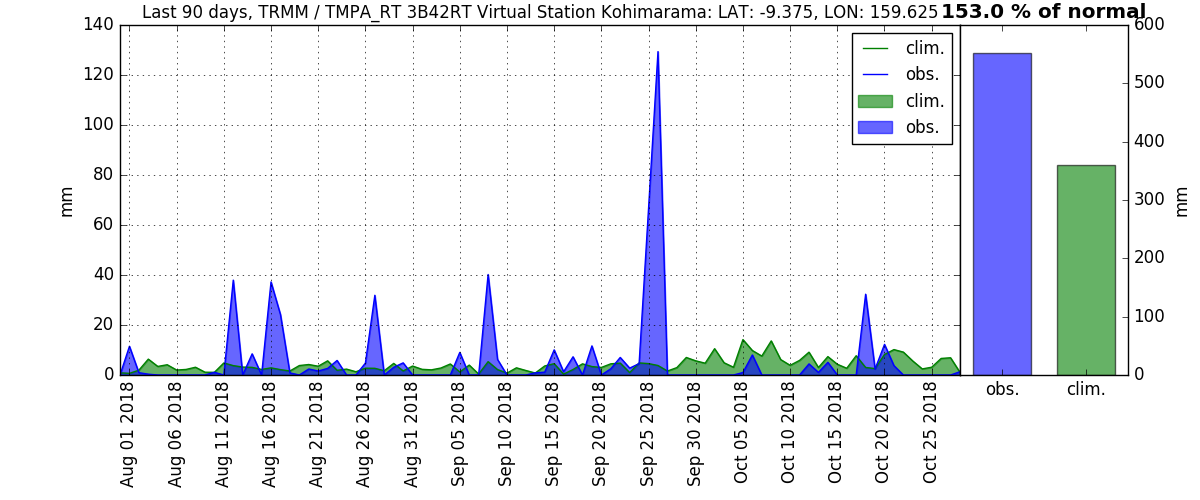 Last 90 days, TRMM / TMPA_RT 3B42RT Virtual Station Kohimarama: LAT: -9.375, LON: 159.625 153.0 % of normal
140
120
100
80
60
40
20
0
mm
clim.
obs.
clim.
obs.
600
500
400
300
200
100
0
mm
obs. clim.
Aug 01 2018
Aug 06 2018
Aug 11 2018
Aug 16 2018
Aug 21 2018
Aug 26 2018
Aug 31 2018
Sep 05 2018
Sep 10 2018
Sep 15 2018
Sep 20 2018
Sep 25 2018
Sep 30 2018
Oct 05 2018
Oct 10 2018
Oct 15 2018
Oct 20 2018
Oct 25 2018